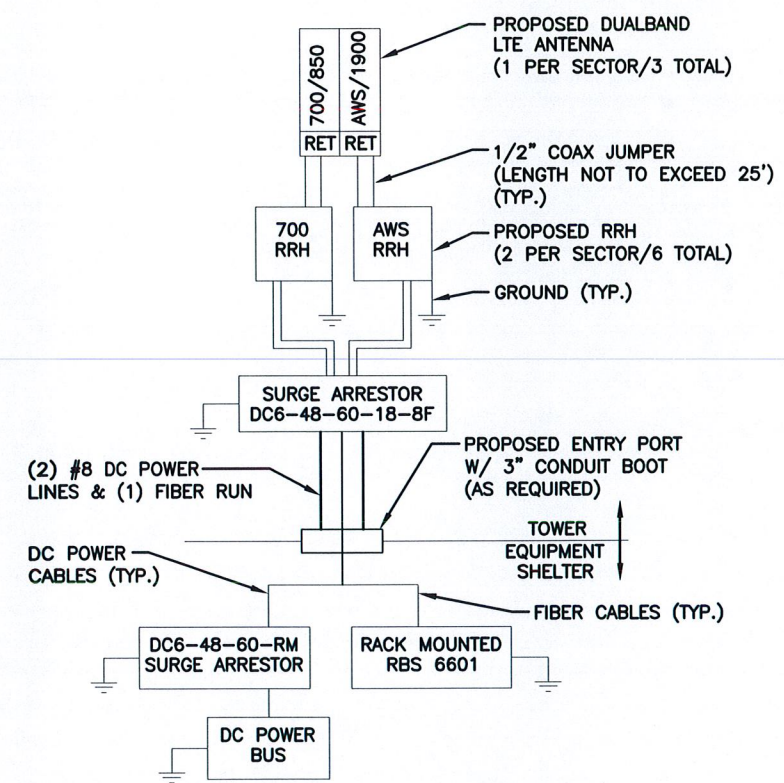 PROPOSED DUALBAND
LTE ANTENNA
(1 PER SECTOR/3 TOTAL)
700/850
AWS/1900
RET
RET
1/2" COAX JUMPER
(LENGTH NOT TO EXCEED 25')
(TYP.)
700
RRH
AWS
RRH
PROPOSED RRH
(2 PER SECTOR/6 TOTAL)
GROUND (TYP.)
SURGE ARRESTOR
DC6-48-60-18-8F
(2) #8 DC POWER
LINES & (1) FIBER RUN
PROPOSED ENTRY PORT
W/ 3" CONDUIT BOOT
(AS REQUIRED)
TOWER
EQUIPMENT
SHELTER
DC POWER
CABLES (TYP.)
FIBER CABLES (TYP.)
DC6-48-60-RM
SURGE ARRESTOR
RACK MOUNTED
RBS 6601
DC POWER
BUS